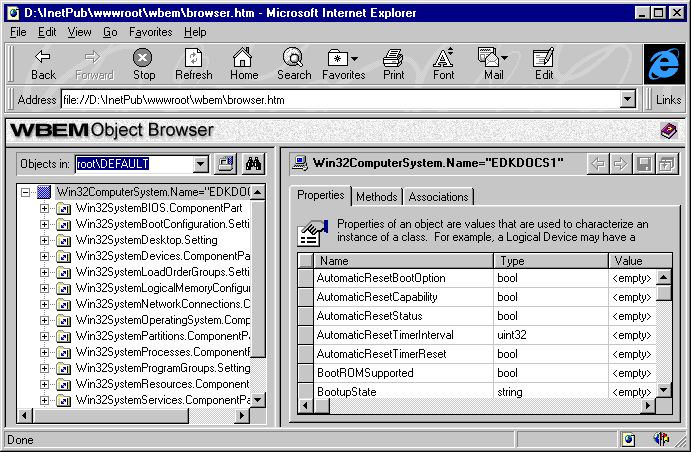 D:\InetPub\wwwroot\wbem\browser.htm - Microsoft Internet Explorer
File Edit View Go Favorites Help
Back Forward Stop Refresh Home Search Favorites Print Font Mail Edit
Address file://D:\InetPub\wwwroot\wbem\browser.htm Links
WBEM Object Browser
Objects in: root\DEFAULT
Win32ComputerSystem.Name="EDKDOC
Win32SystemBIOS.ComponentPart
Win32SystemBootConfiguration.Setti
Win32SystemDesktop.Setting
Win32SystemDevices.ComponentPa
Win32SystemLoadOrderGroups.Settin
Win32SystemLogicalMemoryConfigur
Win32SystemNetworkConnections.C
Win32SystemOperatingSystem.Comp
Win32SystemPartitions.ComponentPa
Win32SystemProcesses.ComponentF
Win32SystemProgramGroups.Setting
Win32SystemResources.Component
Win32SystemServices.ComponentPa
Win32ComputerSystem.Name="EDKDOCS1"
Properties Methods Associations
Properties of an object are values that are used to characterize an
instance of a class. For example, a Logical Device may have a
Name Type Value
AutomaticResetBootOption bool <empty>
AutomaticResetCapability bool <empty>
AutomaticResetStatus bool <empty>
AutomaticResetTimerInterval uint32 <empty>
AutomaticResetTimerReset bool <empty>
BootROMSupported bool <empty>
BootupState string <empty>
Done